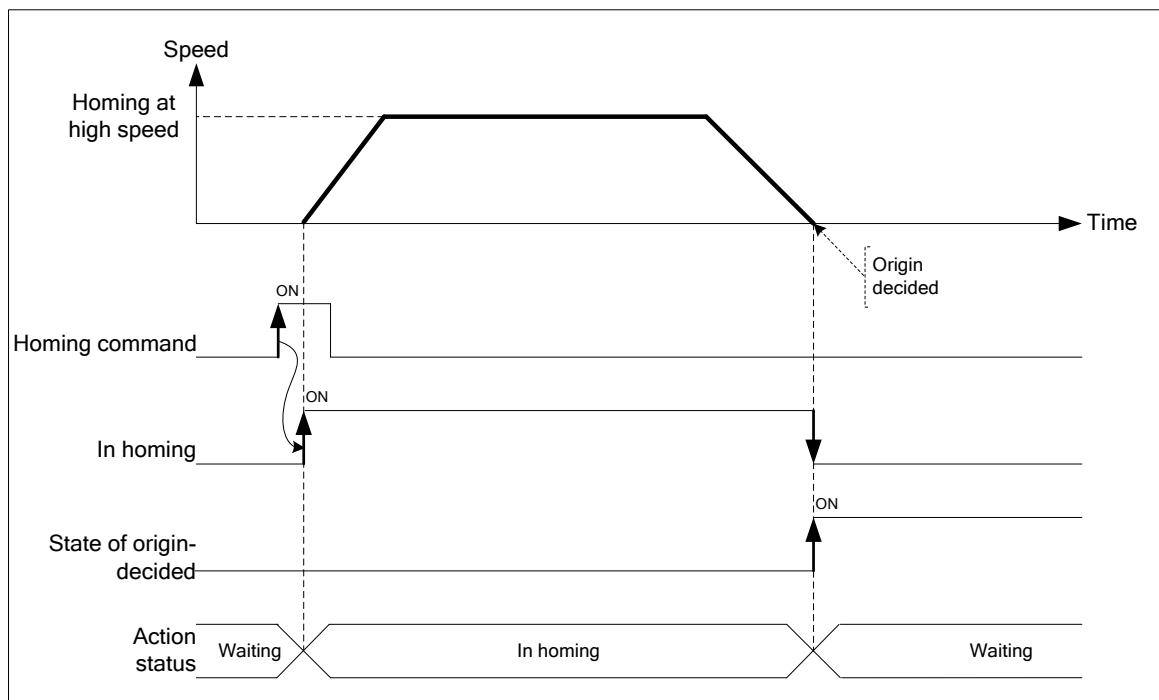 Speed
Homing at
high speed
Time
Origin
decided
ON
Homing command
ON
In homing
ON
State of origin-
decided
Action
status
Waiting
In homing
Waiting